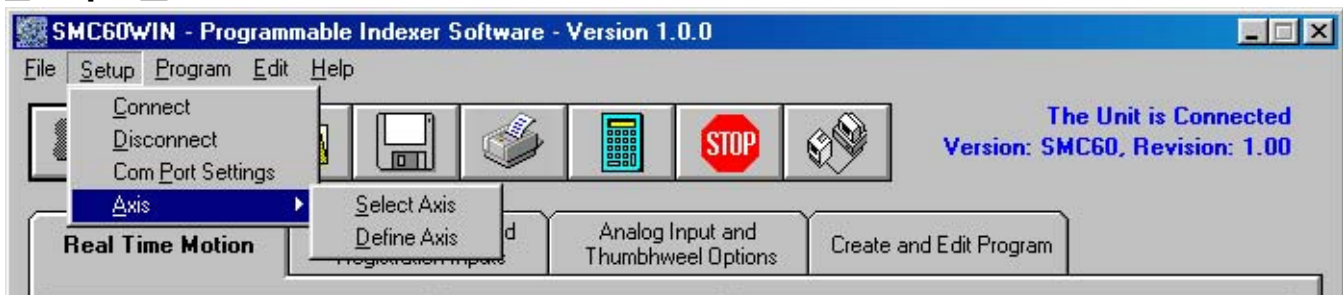 SMC60WIN - Programmable Indexer Software - Version 1.0.0
File Setup Program Edit Help
Connect
Disconnect
Com Port Settings
Axis
Select Axis
Define Axis
STOP
The Unit is Connected
Version: SMC60, Revision: 1.00
Real Time Motion
Analog Input and
Thumbhweel Options
Create and Edit Program